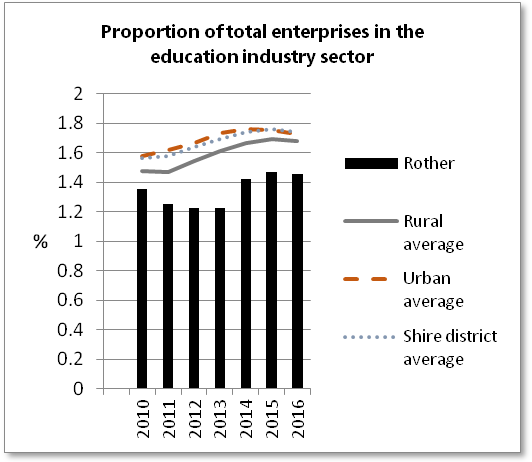 Proportion of total enterprises in the
education industry sector
2
1.8
1.6
1.4
1.2
1
0.8
0.6
0.4
0.2
0
%
2010
2011
2012
2013
2014
2015
2016
Rother
Rural
average
Urban
average
Shire district
average